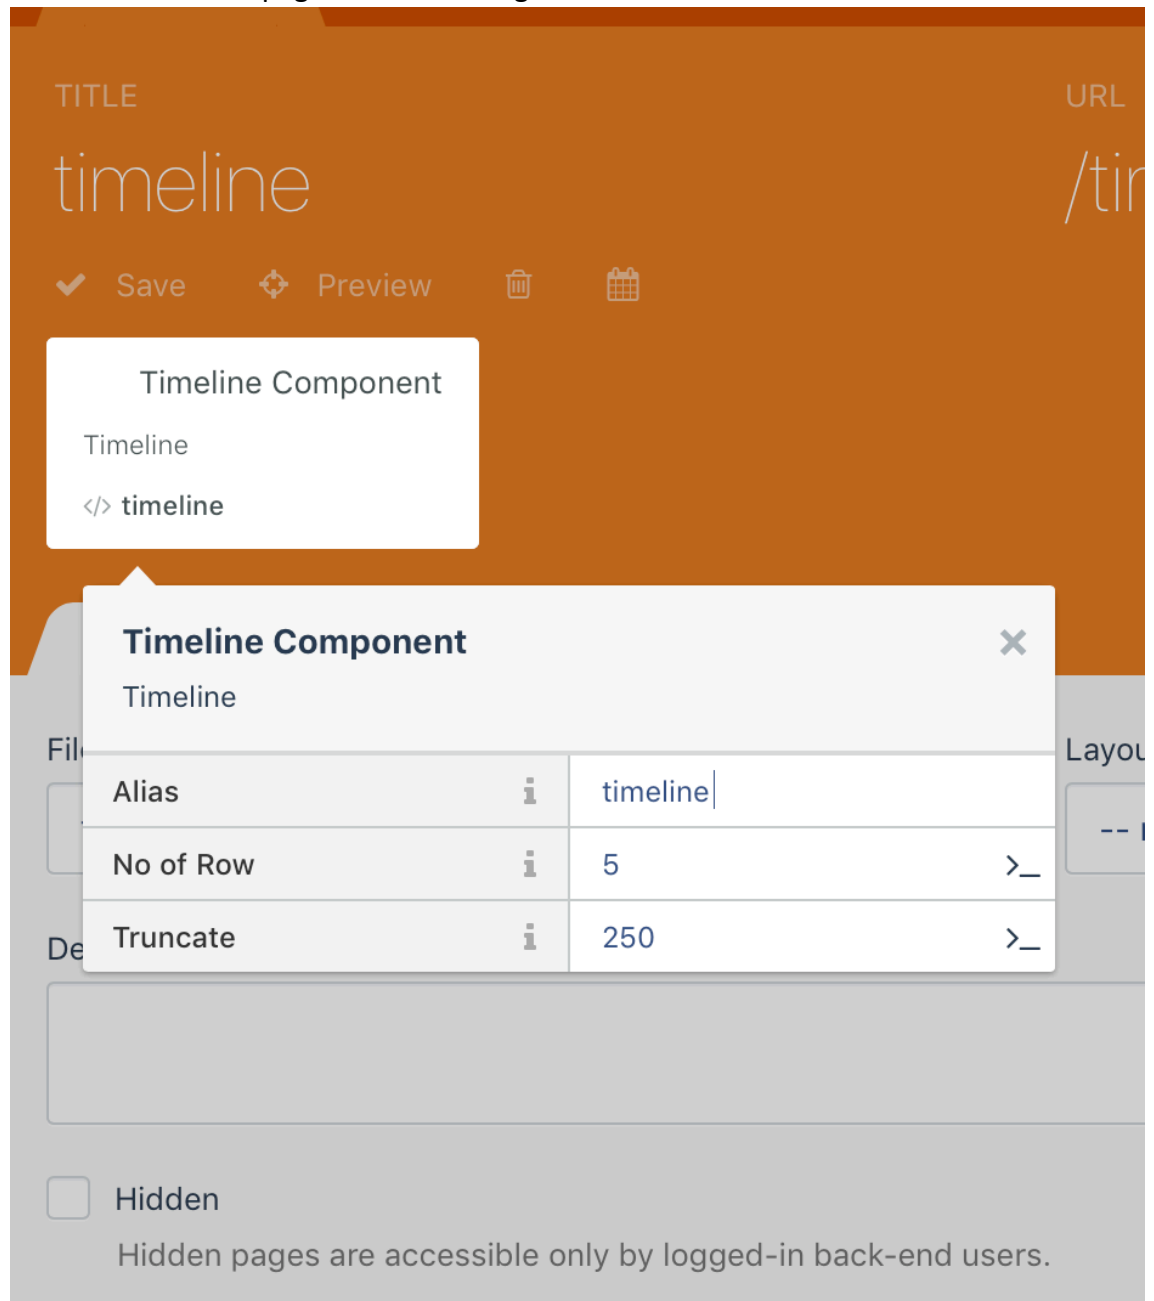 TITLE
URL
timeline
Save
Preview
Timeline Component
Timeline
</> timeline
Timeline Component
Timeline
Alias
timeline
No of Row
5
>_
Truncate
250
>_
Hidden
Hidden pages are accessible only by logged-in back-end users.